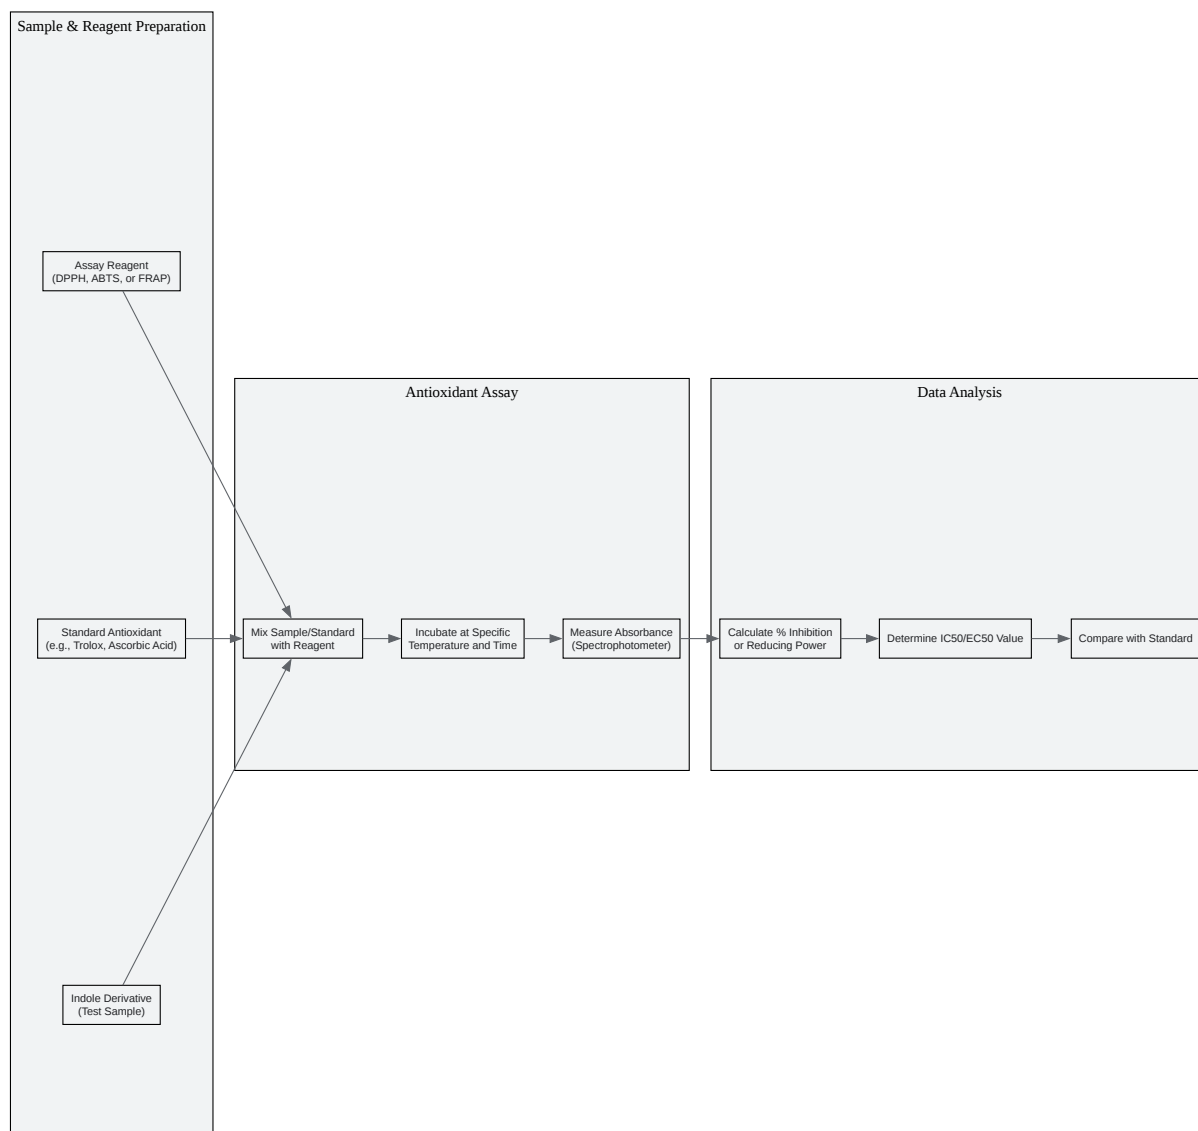 Sample & Reagent Preparation
Assay Reagent
(DPPH, ABTS, or FRAP)
Standard Antioxidant
(e.g., Trolox, Ascorbic Acid)
Indole Derivative
(Test Sample)
Antioxidant Assay
Mix Sample/Standard
with Reagent
Incubate at Specific
Temperature and Time
Measure Absorbance
(Spectrophotometer)
Data Analysis
Calculate % Inhibition
or Reducing Power
Determine IC50/EC50 Value
Compare with Standard